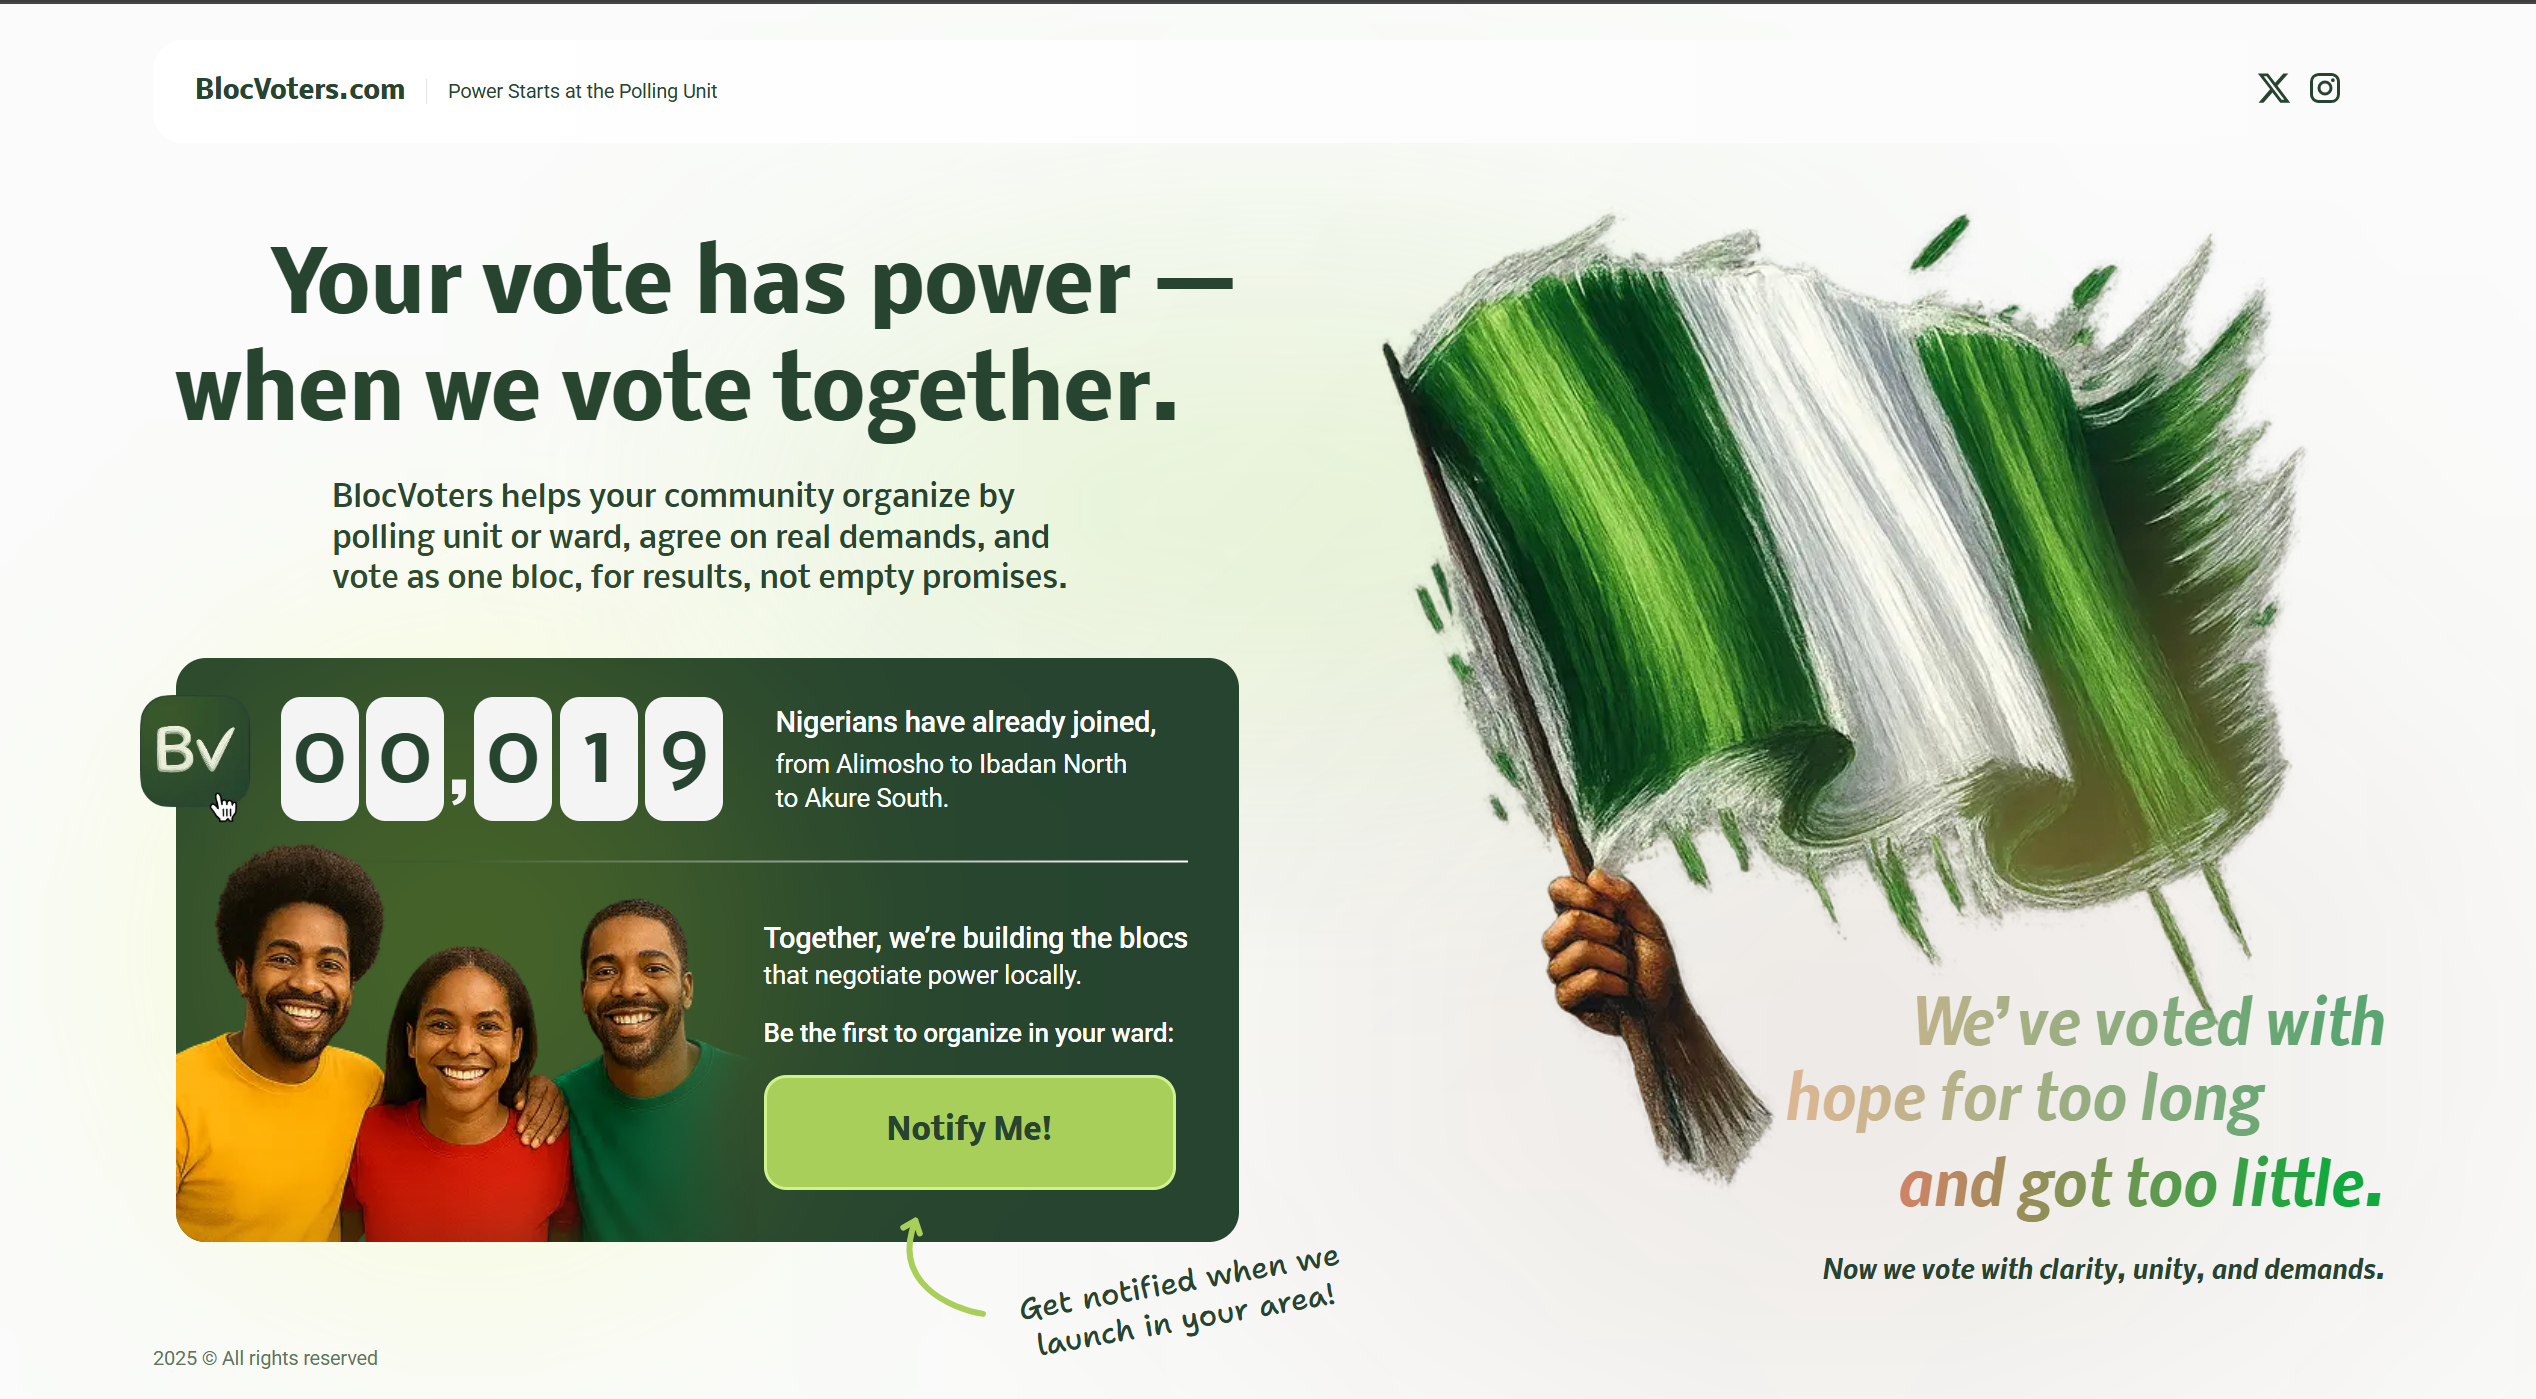 BlocVoters.com
Power Starts at the Polling Unit
Your vote has power —
when we vote together.
BlocVoters helps your community organize by
polling unit or ward, agree on real demands, and
vote as one bloc, for results, not empty promises.
BV
00,019
Nigerians have already joined,
from Alimosho to Ibadan North
to Akure South.
Together, we're building the blocs
that negotiate power locally.
Be the first to organize in your ward:
Notify Me!
Get notified when we
launch in your area!
We've voted with
hope for too long
and got too little.
Now we vote with clarity, unity, and demands.
2025 © All rights reserved